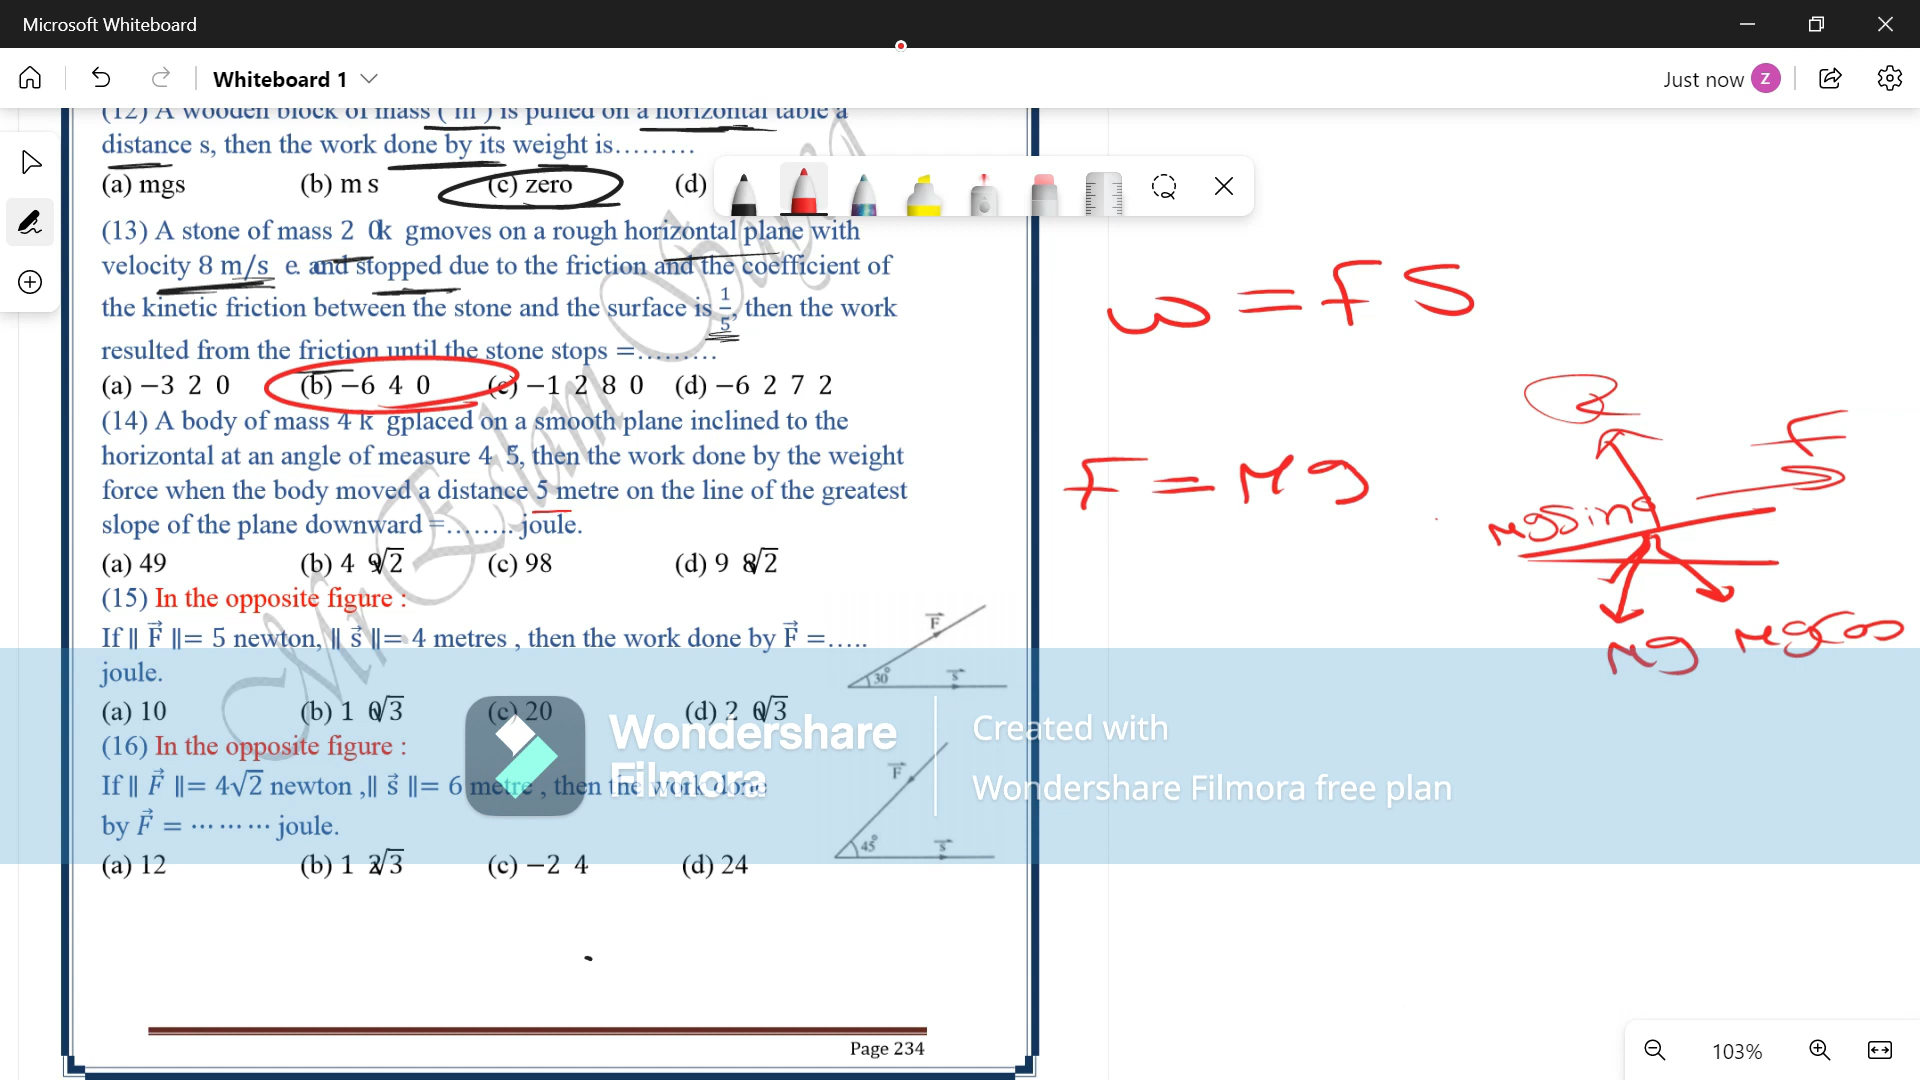 Microsoft Whiteboard
Whiteboard 1
Just now Z
(12) A wooden block of mass ( m ) is pulled on a horizontal table a
distance s, then the work done by its weight is………
(a) mgs (b) m s (c) zero (d)
(13) A stone of mass 2 0k gmoves on a rough horizontal plane with
velocity 8 m/s e. and stopped due to the friction and the coefficient of
the kinetic friction between the stone and the surface is 1/5, then the work
resulted from the friction until the stone stops =………
(a) −3 2 0 (b) −6 4 0 (c) −1 2 8 0 (d) −6 2 7 2
(14) A body of mass 4 k gplaced on a smooth plane inclined to the
horizontal at an angle of measure 4 5, then the work done by the weight
force when the body moved a distance 5 metre on the line of the greatest
slope of the plane downward =…….. joule.
(a) 49 (b) 4 9√2 (c) 98 (d) 9 8√2
(15) In the opposite figure :
If ‖ F⃗ ‖= 5 newton, ‖ s⃗ ‖= 4 metres , then the work done by F⃗ =…..
joule.
(a) 10 (b) 1 0√3 (c) 20 (d) 2 0√3
F⃗
30°
s⃗
(16) In the opposite figure :
If ‖ F⃗ ‖= 4√2 newton ,‖ s⃗ ‖= 6 metre , then the work done
by F⃗ = ⋯ ⋯ ⋯ joule.
(a) 12 (b) 1 2√3 (c) −2 4 (d) 24
F⃗
45°
s⃗
Page 234
Mr. Eslam
w = F S
F = Mg
R
F
Mg Sin
Mg
Mg Cos
Wondershare
Filmora
Created with
Wondershare Filmora free plan
103%